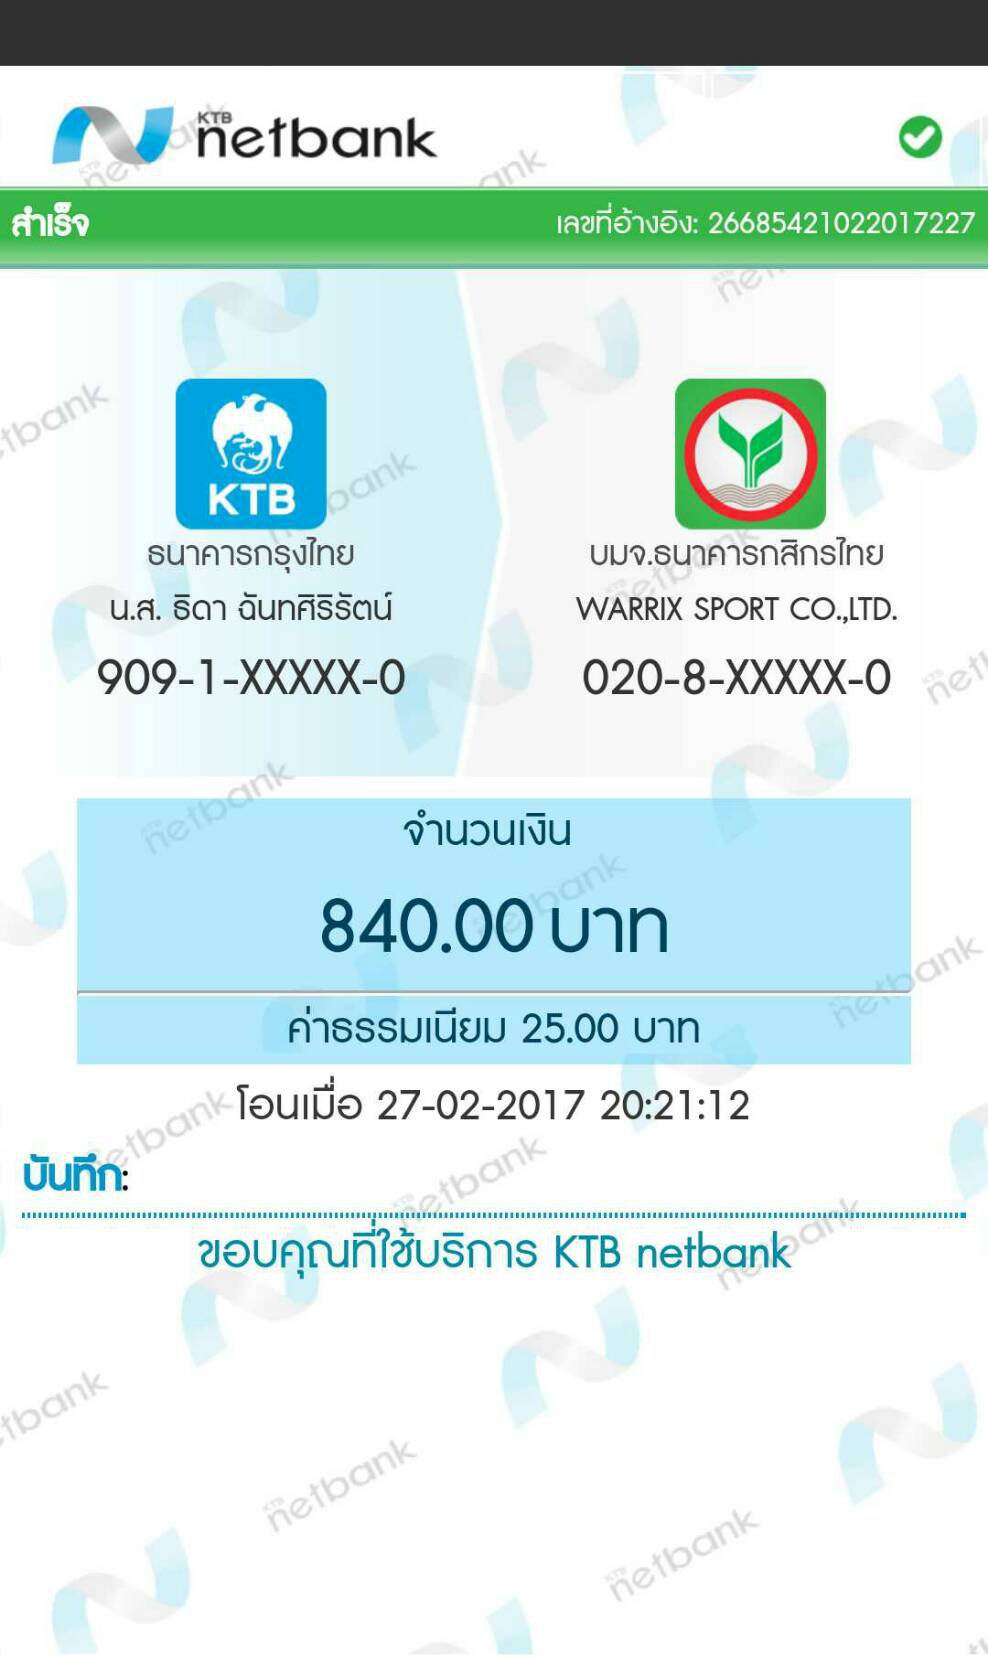 KTB
netbank
สำเร็จ
เลขที่อ้างอิง: 26685421022017227
KTB
ธนาคารกรุงไทย
น.ส. ธิดา ฉันทศิริรัตน์
909-1-XXXXX-0
บมจ.ธนาคารกสิกรไทย
WARRIX SPORT CO.,LTD.
020-8-XXXXX-0
จำนวนเงิน
840.00 บาท
ค่าธรรมเนียม 25.00 บาท
โอนเมื่อ 27-02-2017 20:21:12
บันทึก:
ขอบคุณที่ใช้บริการ KTB netbank